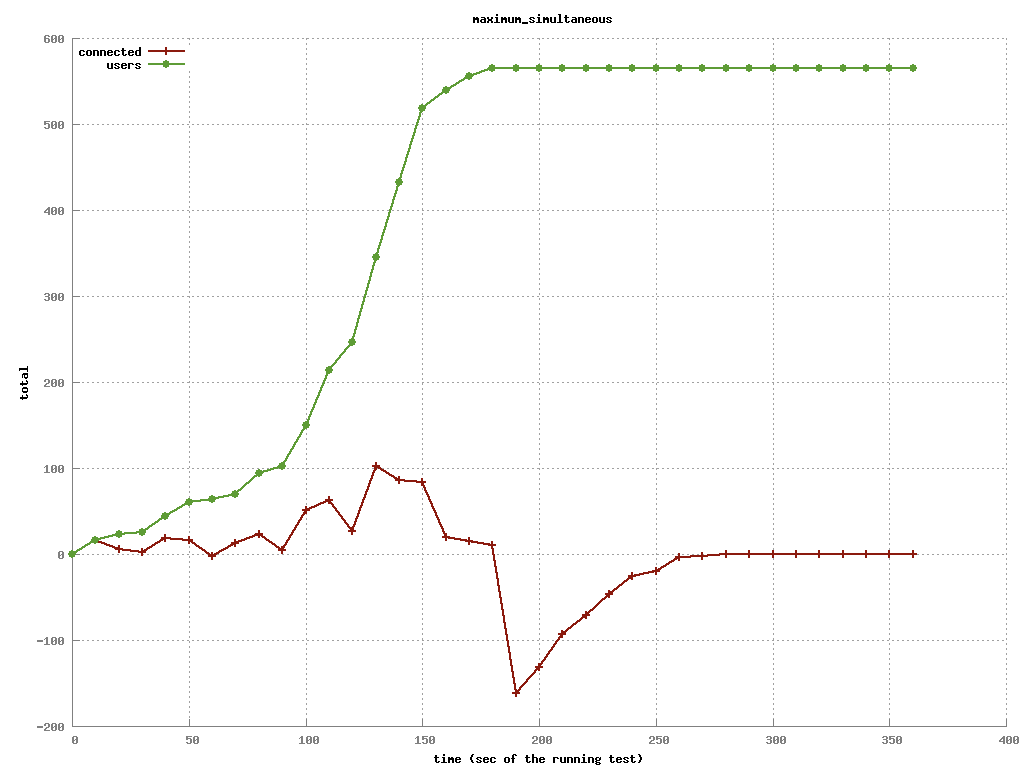 maximum_simultaneous
connected
users
600
500
400
300
200
100
0
-100
-200
total
0 50 100 150 200 250 300 350 400
time (sec of the running test)